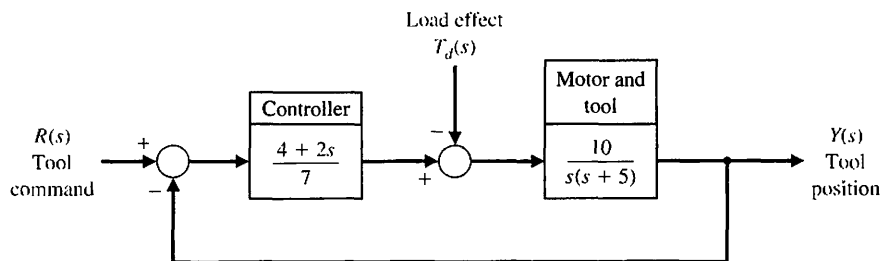 Load effect
T_d(s)
Motor and
tool
Controller
R(s)
Tool
command
+
−
4 + 2s
7
+
−
10
s(s + 5)
Y(s)
Tool
position